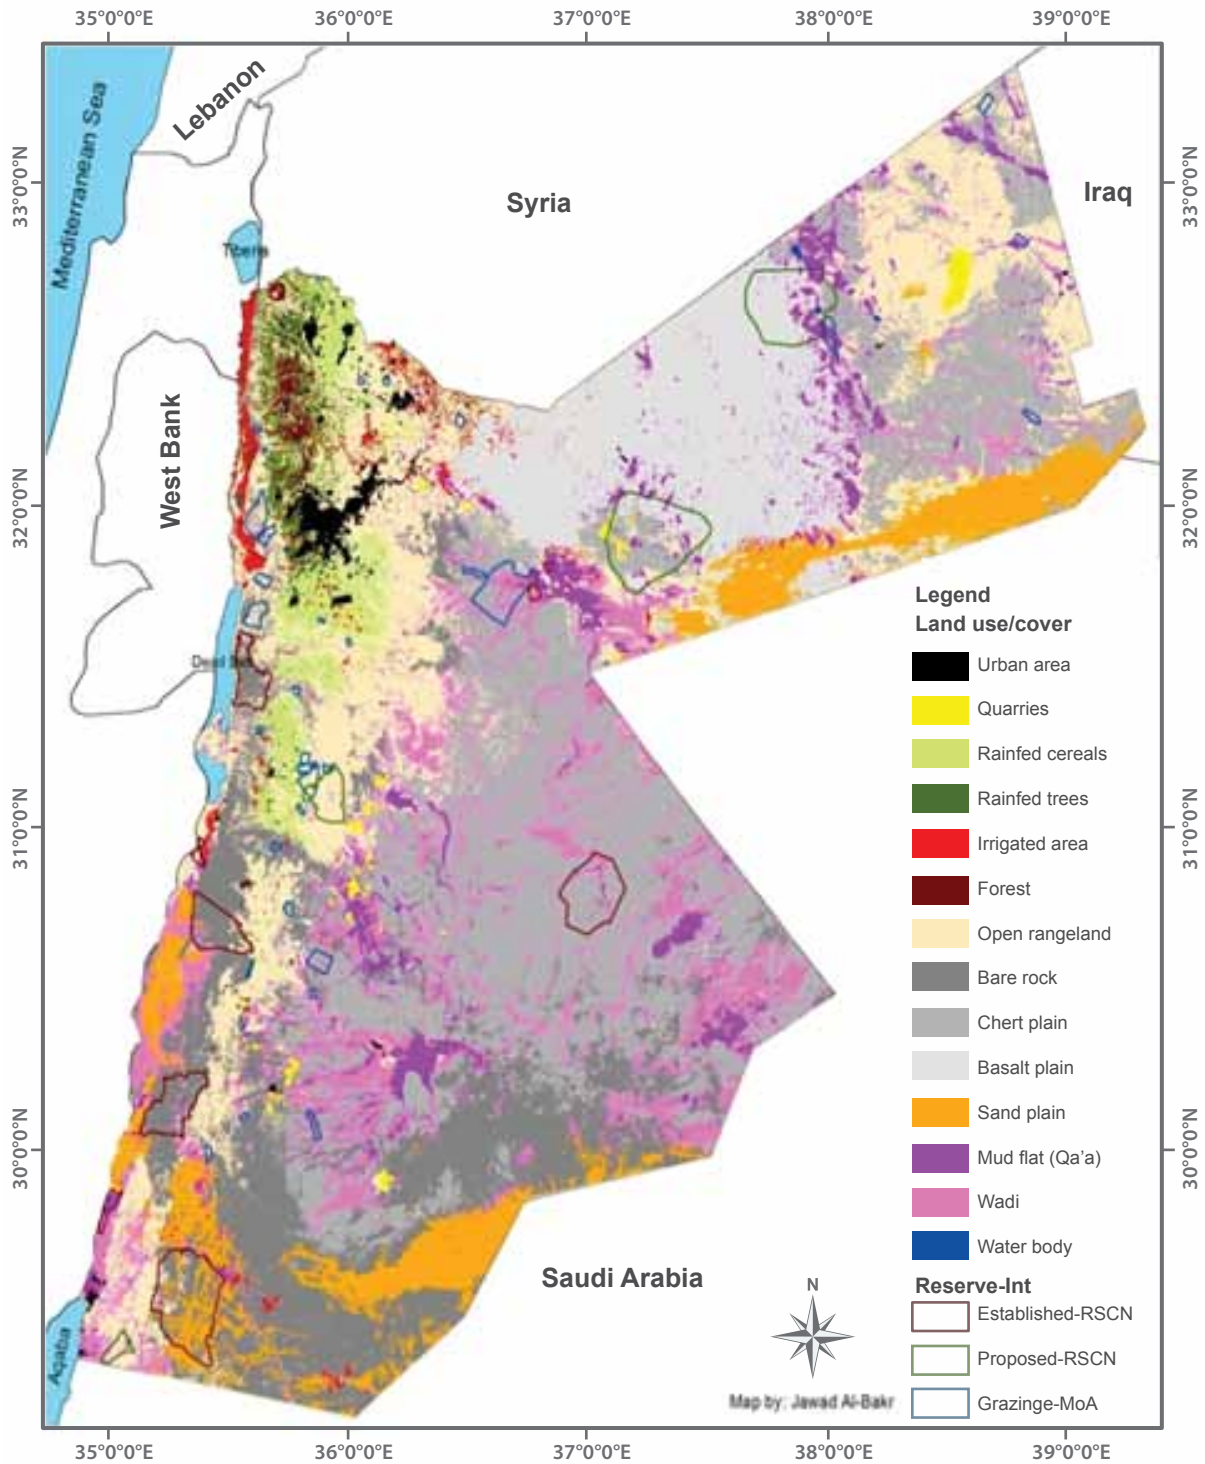 35°0'0"E 36°0'0"E 37°0'0"E 38°0'0"E 39°0'0"E
Mediterranean Sea
Lebanon
Syria
Iraq
33°0'0"N
33°0'0"N
West Bank
32°0'0"N
32°0'0"N
Legend
Land use/cover
Urban area
Quarries
Rainfed cereals
Rainfed trees
Irrigated area
Forest
Open rangeland
Bare rock
Chert plain
Basalt plain
Sand plain
Mud flat (Qa'a)
Wadi
Water body
Reserve-Int
Established-RSCN
Proposed-RSCN
Grazinge-MoA
31°0'0"N
31°0'0"N
30°0'0"N
30°0'0"N
Saudi Arabia
N
Aqaba
Map by: Jawad Al-Bakr
35°0'0"E 36°0'0"E 37°0'0"E 38°0'0"E 39°0'0"E